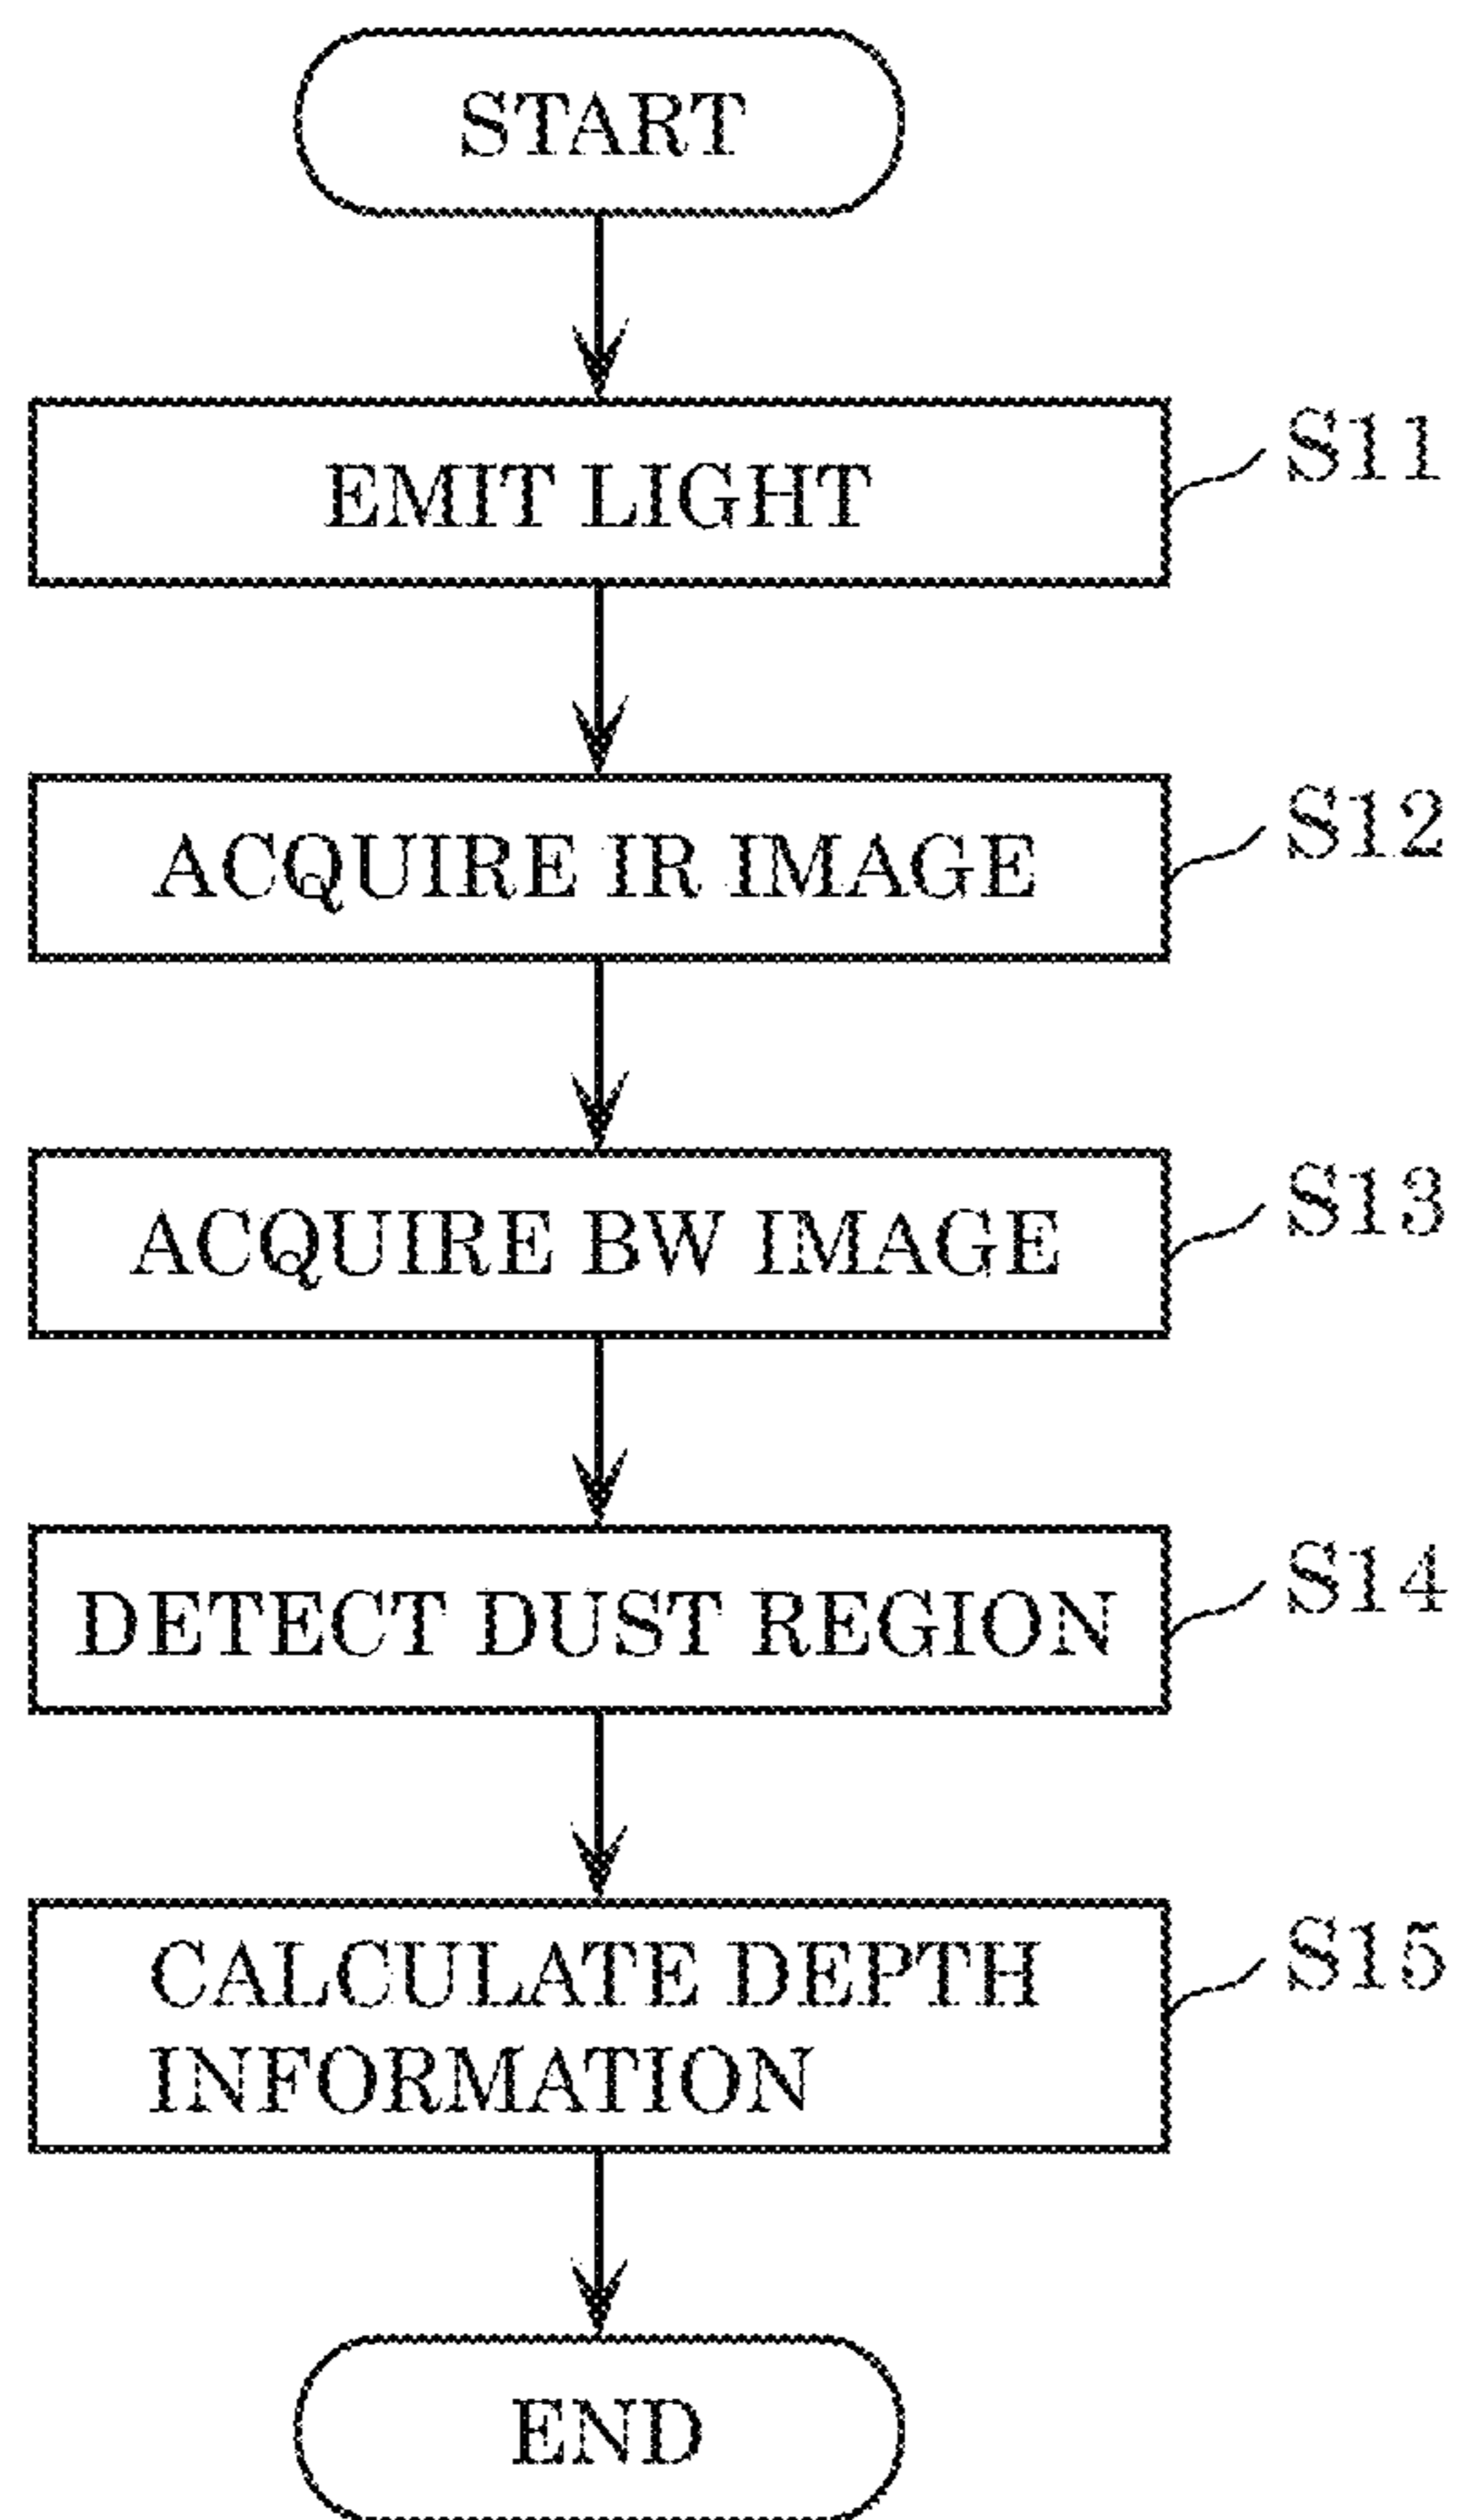 START
EMIT LIGHT
S11
ACQUIRE IR IMAGE
S12
ACQUIRE BW IMAGE
S13
DETECT DUST REGION
S14
CALCULATE DEPTH
INFORMATION
S15
END